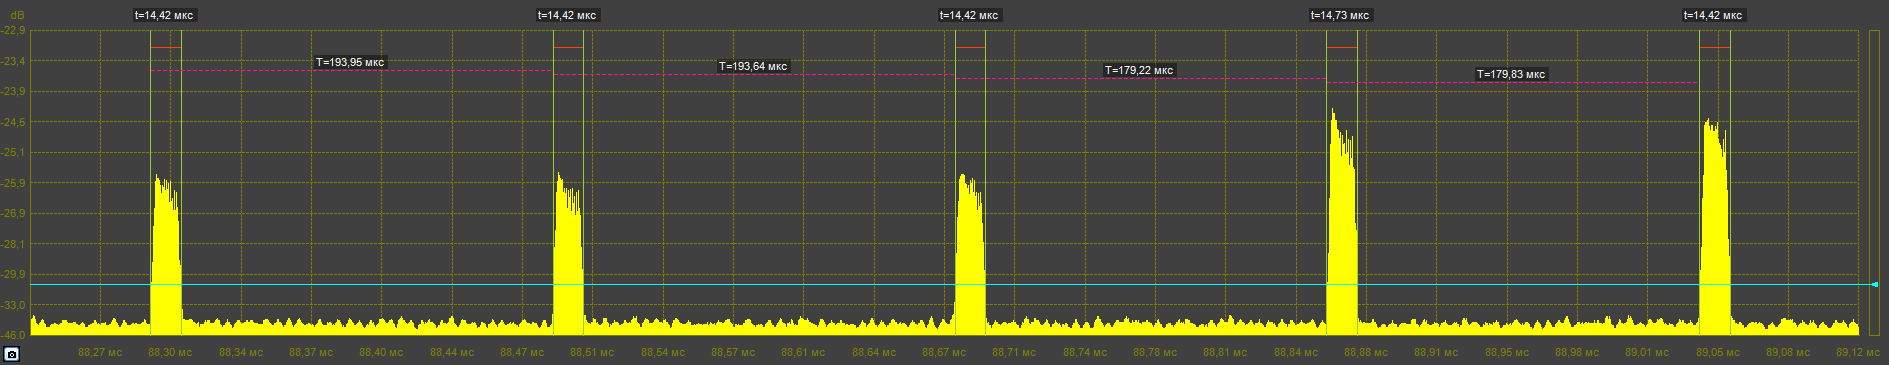 dB
t=14,42 мкс
t=14,42 мкс
t=14,42 мкс
t=14,73 мкс
t=14,42 мкс
T=193,95 мкс
T=193,64 мкс
T=179,22 мкс
T=179,83 мкс
-22,9
-23,4
-23,9
-24,5
-25,1
-25,9
-26,9
-28,1
-29,9
-33,0
-46,0
88,27 мс
88,30 мс
88,34 мс
88,37 мс
88,40 мс
88,44 мс
88,47 мс
88,51 мс
88,54 мс
88,57 мс
88,61 мс
88,64 мс
88,67 мс
88,71 мс
88,74 мс
88,78 мс
88,81 мс
88,84 мс
88,88 мс
88,91 мс
88,95 мс
88,98 мс
89,01 мс
89,05 мс
89,08 мс
89,12 мс